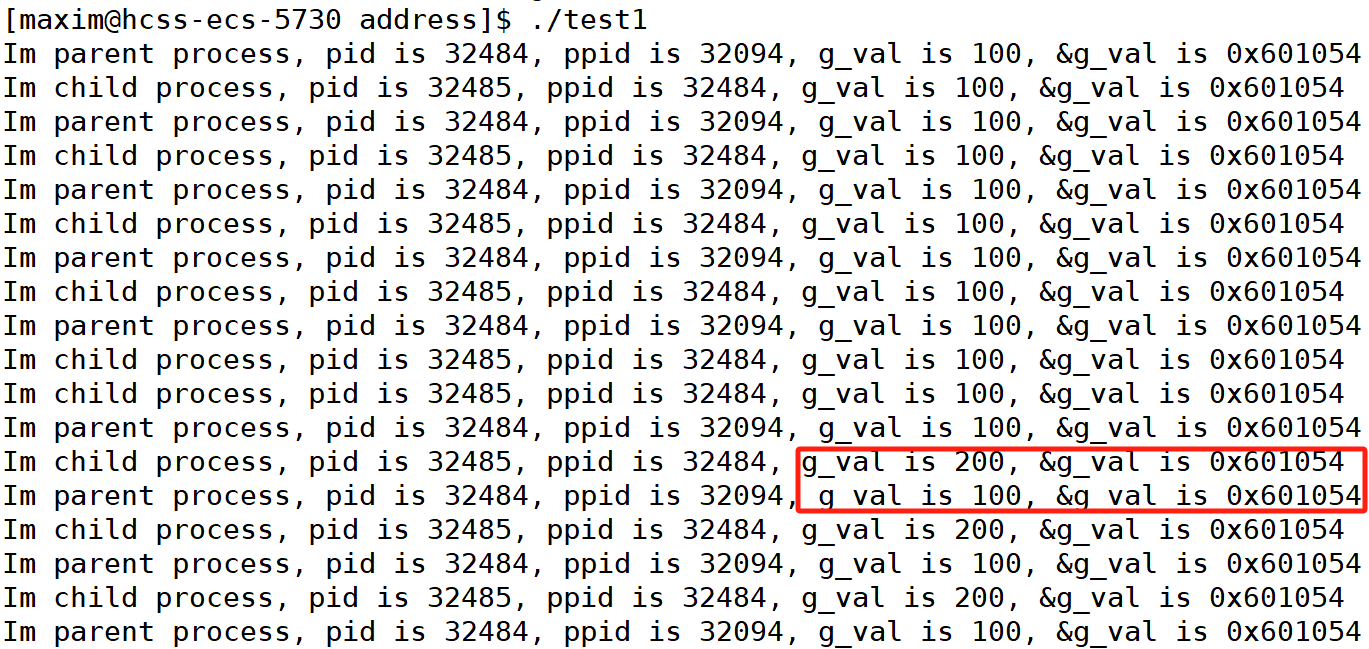 [maxim@hcss-ecs-5730 address]$ ./test1
Im parent process, pid is 32484, ppid is 32094, g_val is 100, &g_val is 0x601054
Im child process, pid is 32485, ppid is 32484, g_val is 100, &g_val is 0x601054
Im parent process, pid is 32484, ppid is 32094, g_val is 100, &g_val is 0x601054
Im child process, pid is 32485, ppid is 32484, g_val is 100, &g_val is 0x601054
Im parent process, pid is 32484, ppid is 32094, g_val is 100, &g_val is 0x601054
Im child process, pid is 32485, ppid is 32484, g_val is 100, &g_val is 0x601054
Im parent process, pid is 32484, ppid is 32094, g_val is 100, &g_val is 0x601054
Im child process, pid is 32485, ppid is 32484, g_val is 100, &g_val is 0x601054
Im parent process, pid is 32484, ppid is 32094, g_val is 100, &g_val is 0x601054
Im child process, pid is 32485, ppid is 32484, g_val is 100, &g_val is 0x601054
Im child process, pid is 32485, ppid is 32484, g_val is 100, &g_val is 0x601054
Im parent process, pid is 32484, ppid is 32094, g_val is 100, &g_val is 0x601054
Im child process, pid is 32485, ppid is 32484, g_val is 200, &g_val is 0x601054
Im parent process, pid is 32484, ppid is 32094, g_val is 100, &g_val is 0x601054
Im child process, pid is 32485, ppid is 32484, g_val is 200, &g_val is 0x601054
Im parent process, pid is 32484, ppid is 32094, g_val is 100, &g_val is 0x601054
Im child process, pid is 32485, ppid is 32484, g_val is 200, &g_val is 0x601054
Im parent process, pid is 32484, ppid is 32094, g_val is 100, &g_val is 0x601054